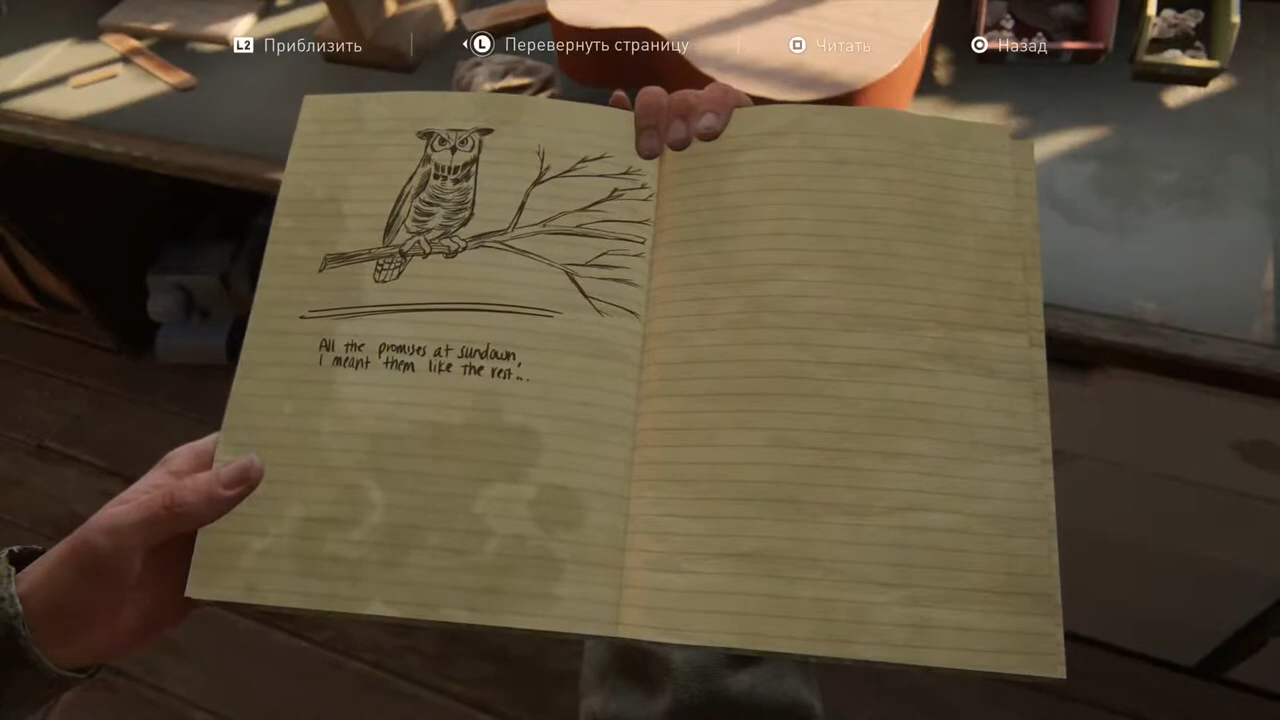 L2 Приблизить
L Перевернуть страницу
Читать
Назад
All the promises at sundown,
I meant them like the rest...